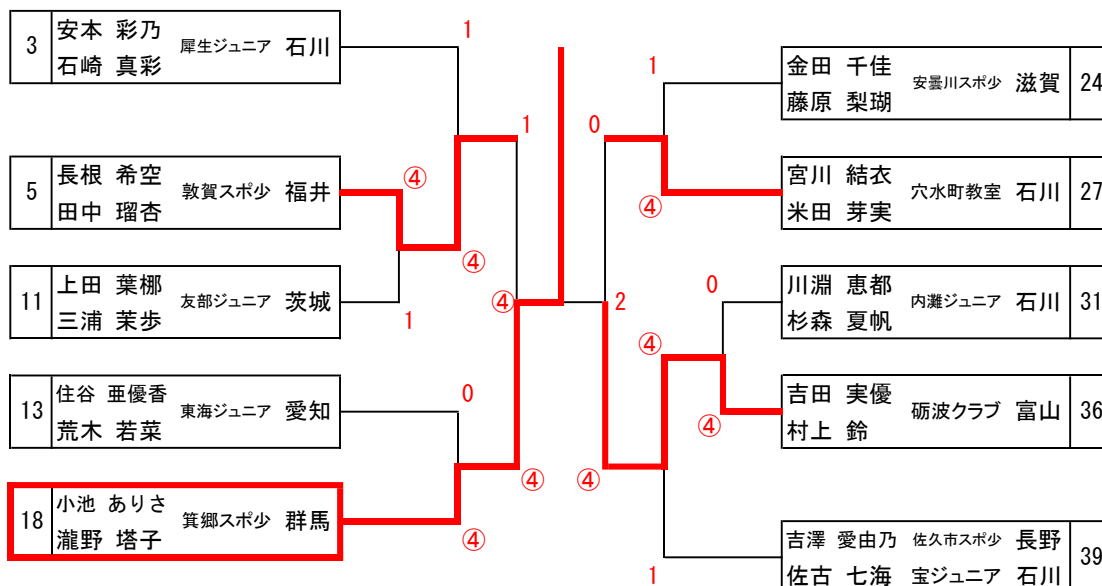 3 安本 彩乃 石崎 真彩 犀生ジュニア 石川
5 長根 希空 田中 瑠杏 敦賀スポ少 福井
11 上田 葉梛 三浦 茉歩 友部ジュニア 茨城
13 住谷 亜優香 荒木 若菜 東海ジュニア 愛知
18 小池 ありさ 瀧野 塔子 箕郷スポ少 群馬
1
④
④
1
1
0
④
④
④
2
0
1
④
0
④
④
④
1
金田 千佳 藤原 梨瑚 安曇川スポ少 滋賀 24
宮川 結衣 米田 芽実 穴水町教室 石川 27
川淵 恵都 杉森 夏帆 内灘ジュニア 石川 31
吉田 実優 村上 鈴 砺波クラブ 富山 36
吉澤 愛由乃 佐久市スポ少 長野 39
佐古 七海 宝ジュニア 石川